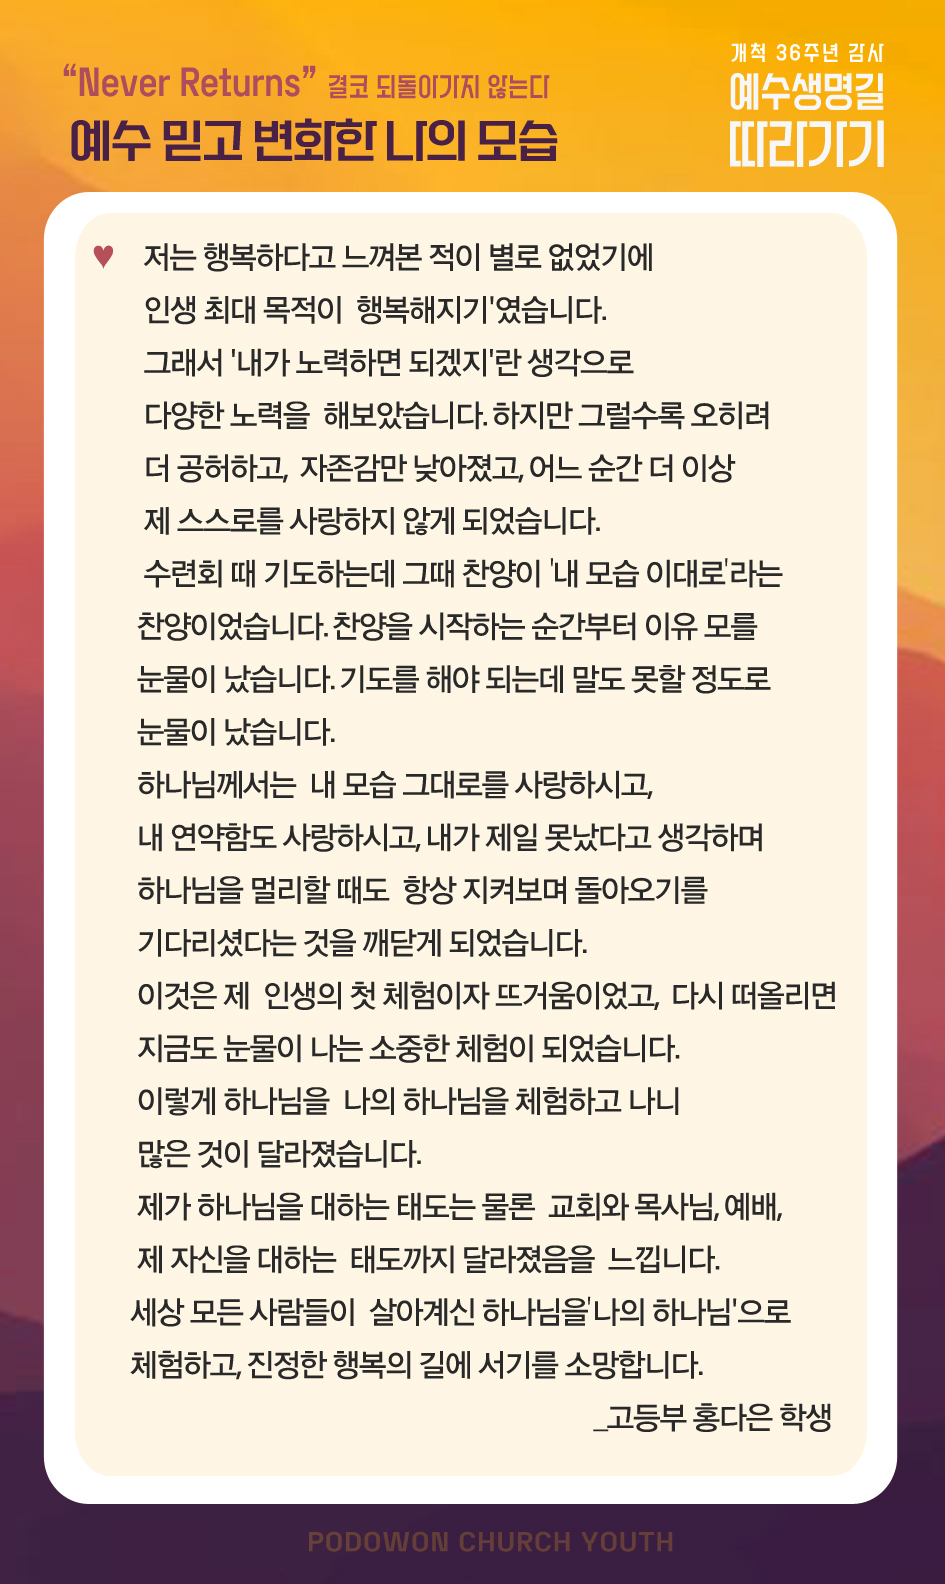 "Never Returns" 결코 되돌아가지 않는다
예수 믿고 변화한 나의 모습
개척 36주년 감사
예수생명길
따라가기
♥ 저는 행복하다고 느껴본 적이 별로 없었기에
인생 최대 목적이 행복해지기'였습니다.
그래서 '내가 노력하면 되겠지'란 생각으로
다양한 노력을 해보았습니다. 하지만 그럴수록 오히려
더 공허하고, 자존감만 낮아졌고, 어느 순간 더 이상
제 스스로를 사랑하지 않게 되었습니다.
수련회 때 기도하는데 그때 찬양이 '내 모습 이대로'라는
찬양이었습니다. 찬양을 시작하는 순간부터 이유 모를
눈물이 났습니다. 기도를 해야 되는데 말도 못할 정도로
눈물이 났습니다.
하나님께서는 내 모습 그대로를 사랑하시고,
내 연약함도 사랑하시고, 내가 제일 못났다고 생각하며
하나님을 멀리할 때도 항상 지켜보며 돌아오기를
기다리셨다는 것을 깨닫게 되었습니다.
이것은 제 인생의 첫 체험이자 뜨거움이었고, 다시 떠올리면
지금도 눈물이 나는 소중한 체험이 되었습니다.
이렇게 하나님을 나의 하나님을 체험하고 나니
많은 것이 달라졌습니다.
제가 하나님을 대하는 태도는 물론 교회와 목사님, 예배,
제 자신을 대하는 태도까지 달라졌음을 느낍니다.
세상 모든 사람들이 살아계신 하나님을'나의 하나님'으로
체험하고, 진정한 행복의 길에 서기를 소망합니다.
_고등부 홍다은 학생
PODOWON CHURCH YOUTH